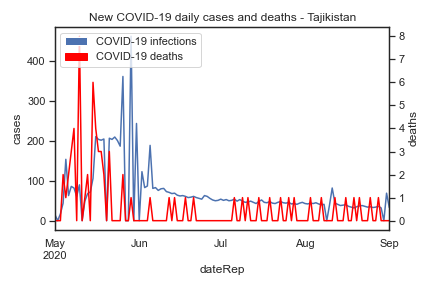 New COVID-19 daily cases and deaths - Tajikistan
COVID-19 infections
COVID-19 deaths
cases
400
300
200
100
0
deaths
8
7
6
5
4
3
2
1
0
May
2020
Jun
Jul
Aug
Sep
dateRep